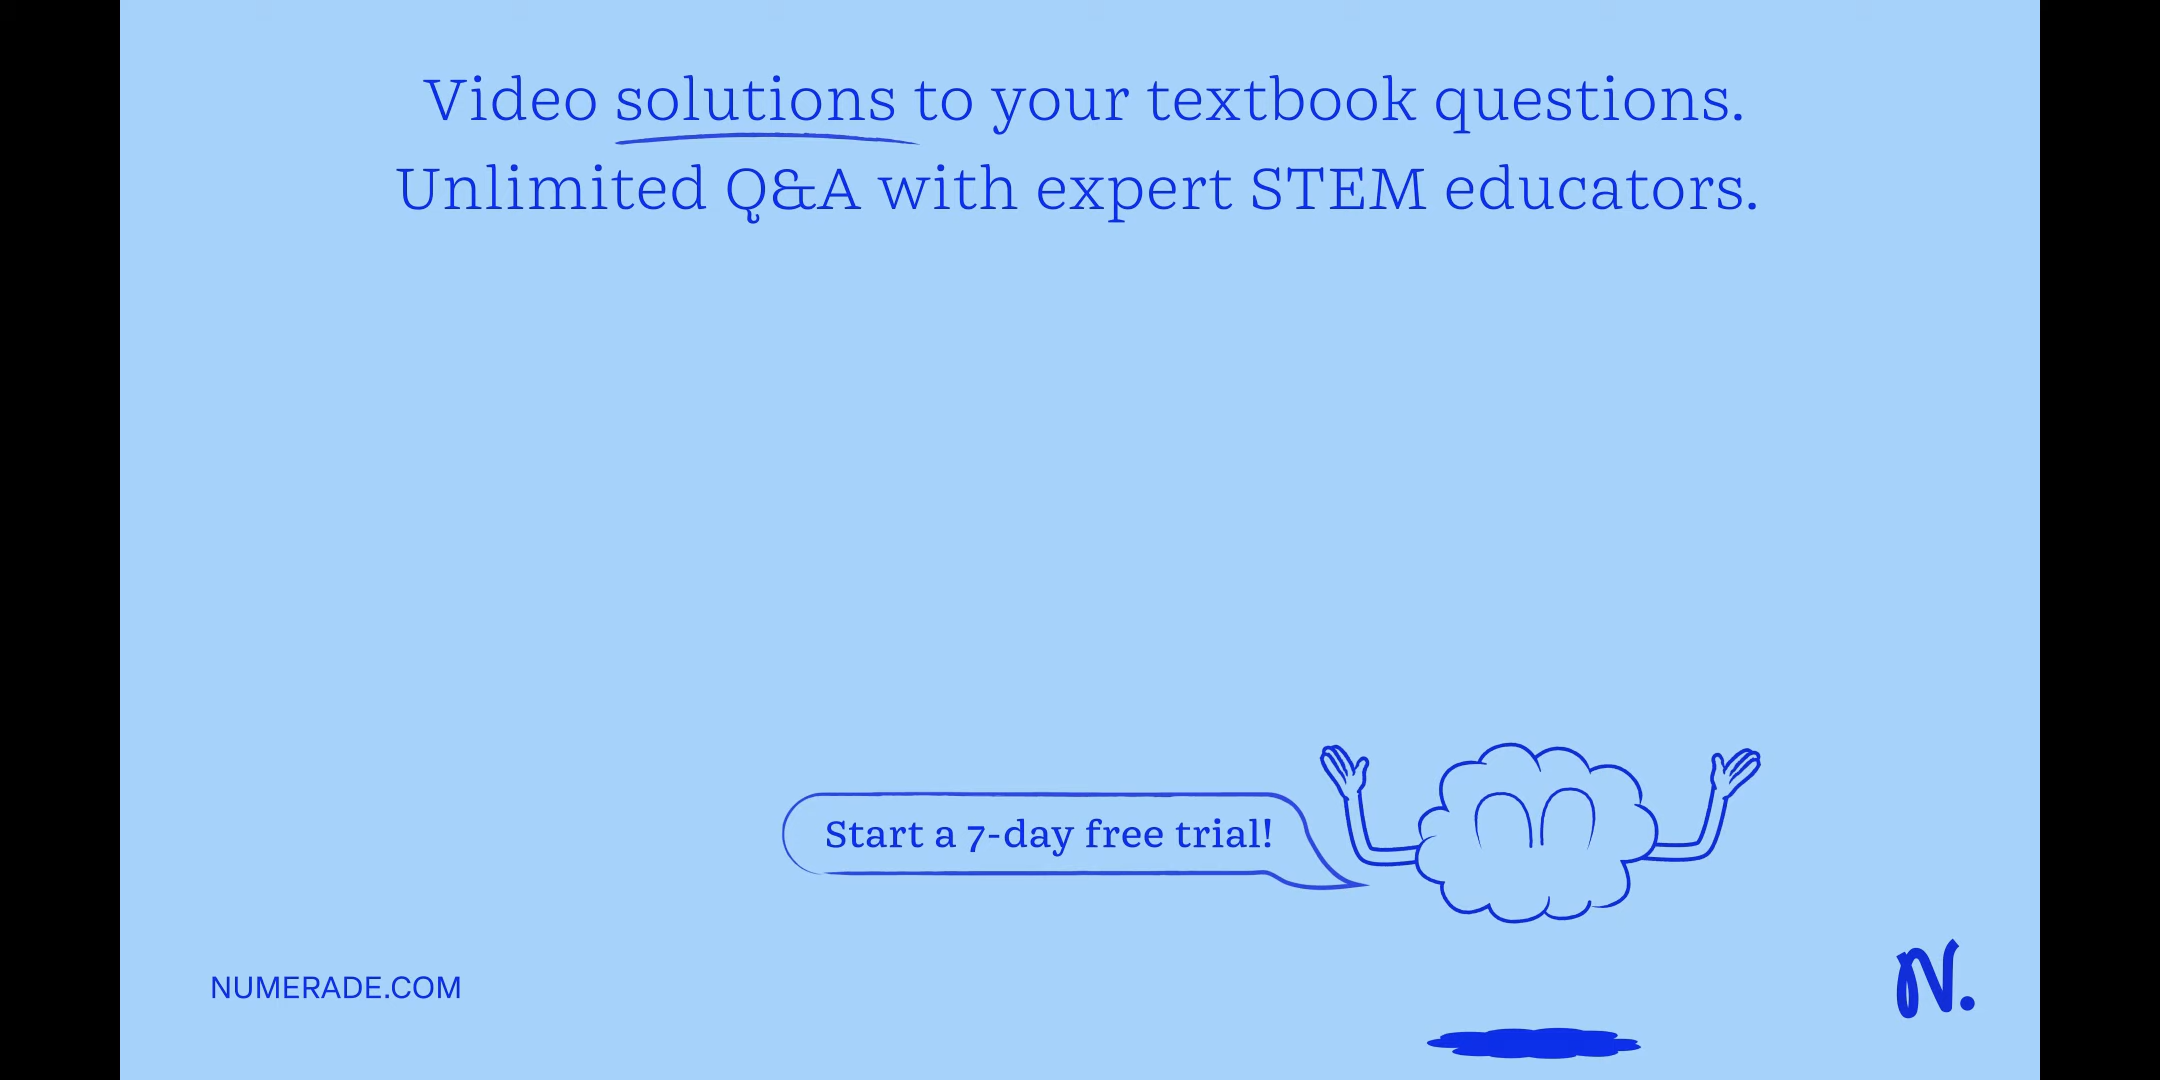 Video solutions to your textbook questions.
Unlimited Q&A with expert STEM educators.
Start a 7-day free trial!
NUMERADE.COM
N.